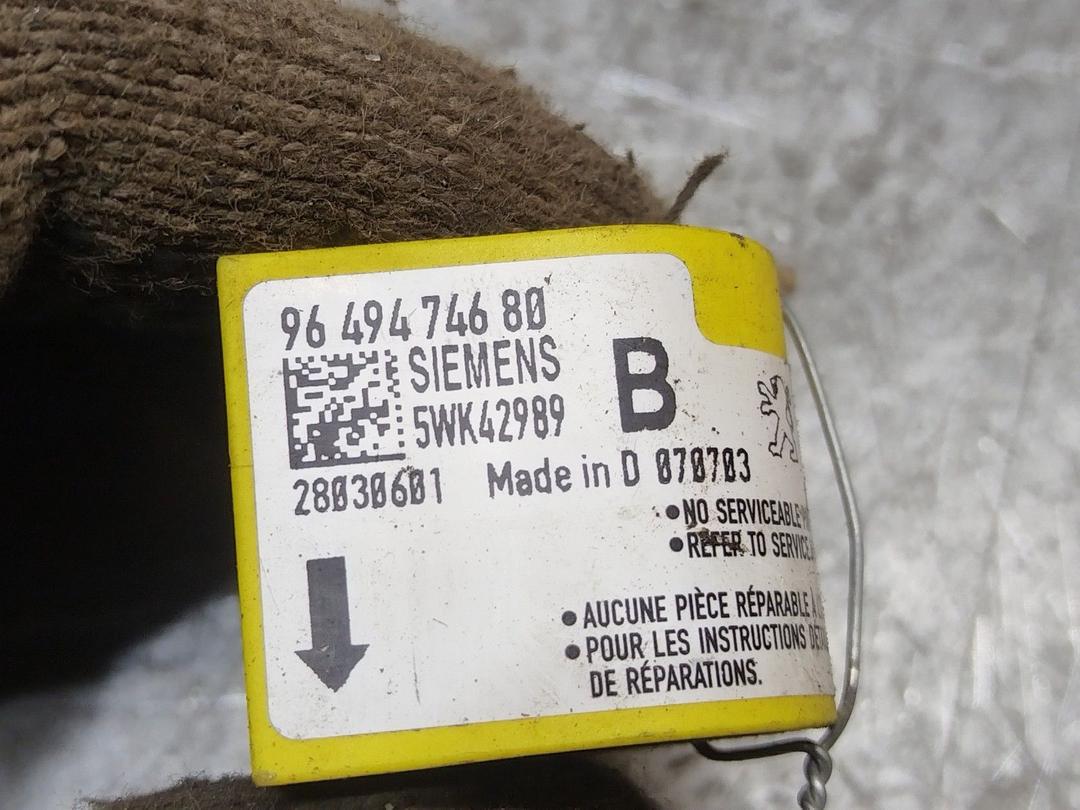 96 494 746 80
SIEMENS
5WK42989
B
28030601 Made in D 070703
•NO SERVICEABLE
•REFER TO SERVICE
•AUCUNE PIÈCE RÉPARABLE
•POUR LES INSTRUCTIONS
DE RÉPARATIONS.